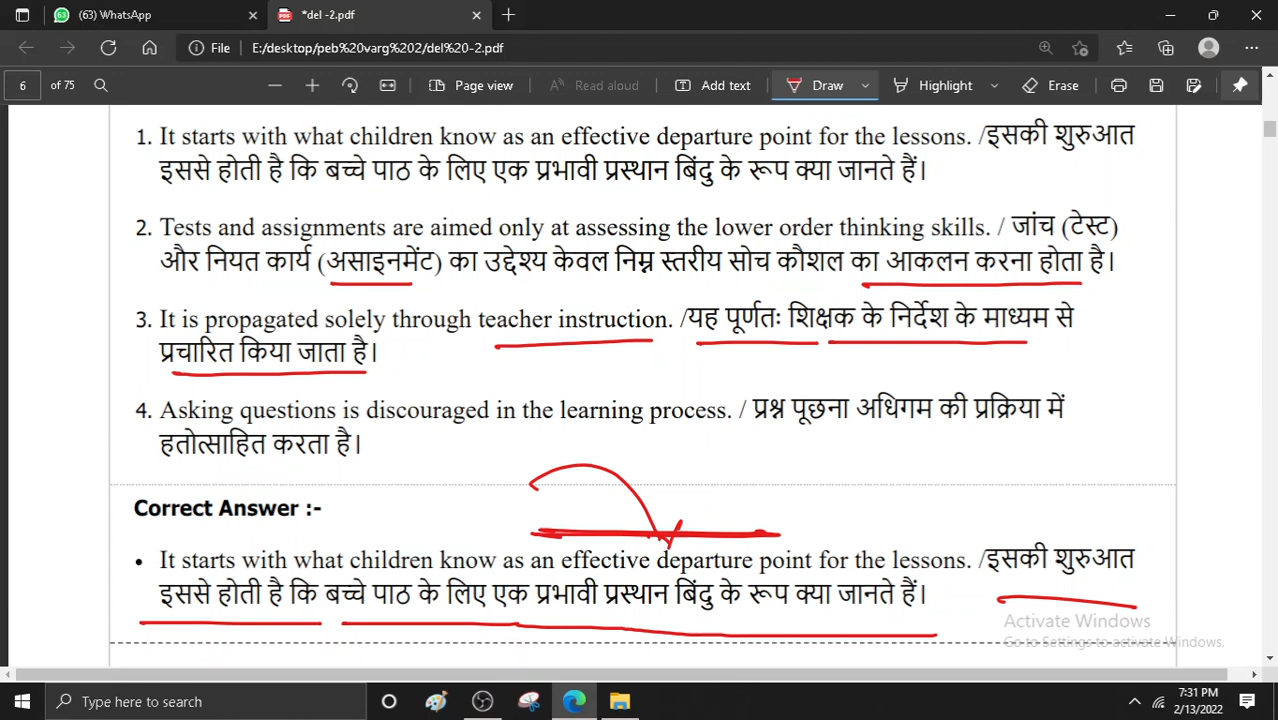 (63) WhatsApp
*del -2.pdf
File
E:/desktop/peb%20varg%202/del%20-2.pdf
6 of 75
Page view
Read aloud
Add text
Draw
Highlight
Erase
1. It starts with what children know as an effective departure point for the lessons. /इसकी शुरुआत
इससे होती है कि बच्चे पाठ के लिए एक प्रभावी प्रस्थान बिंदु के रूप क्या जानते हैं।
2. Tests and assignments are aimed only at assessing the lower order thinking skills. / जांच (टेस्ट)
और नियत कार्य (असाइनमेंट) का उद्देश्य केवल निम्न स्तरीय सोच कौशल का आकलन करना होता है।
3. It is propagated solely through teacher instruction. /यह पूर्णतः शिक्षक के निर्देश के माध्यम से
प्रचारित किया जाता है।
4. Asking questions is discouraged in the learning process. / प्रश्न पूछना अधिगम की प्रक्रिया में
हतोत्साहित करता है।
Correct Answer :-
• It starts with what children know as an effective departure point for the lessons. /इसकी शुरुआत
इससे होती है कि बच्चे पाठ के लिए एक प्रभावी प्रस्थान बिंदु के रूप क्या जानते हैं।
Activate Windows
Go to Settings to activate Windows.
Type here to search
7:31 PM
2/13/2022